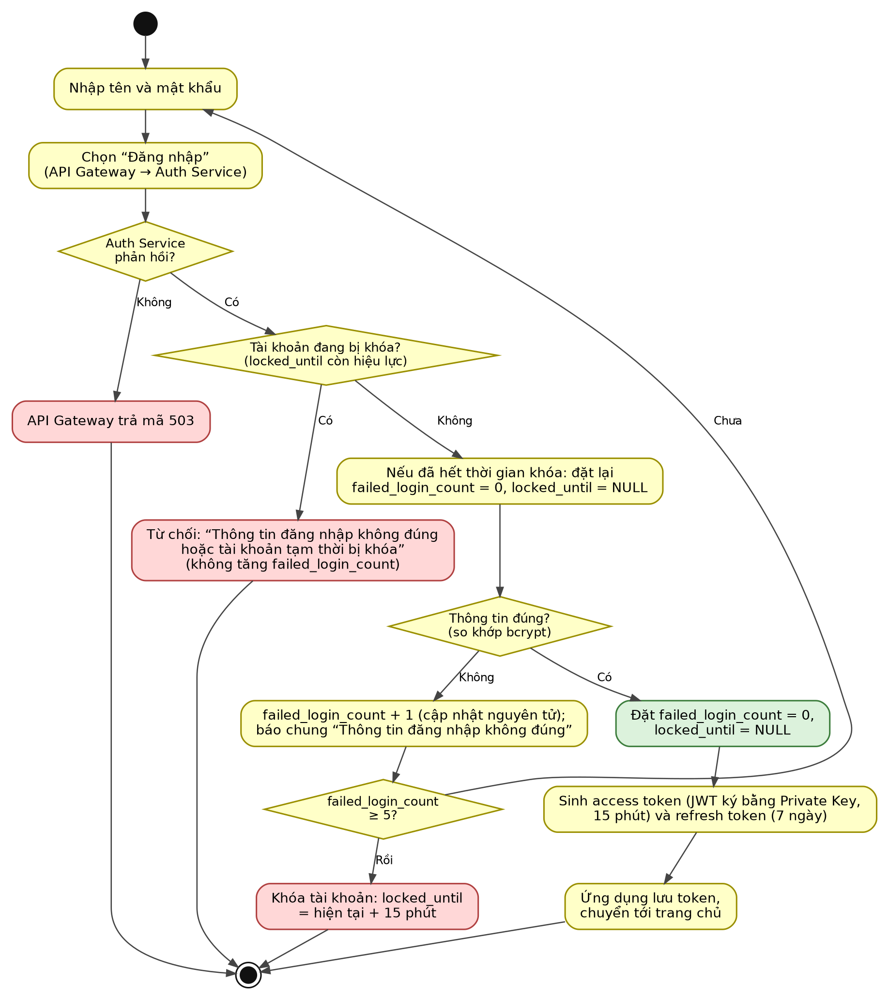 Nhập tên và mật khẩu
Chọn “Đăng nhập”
(API Gateway → Auth Service)
Auth Service
phản hồi?
Không
Có
Tài khoản đang bị khóa?
(locked_until còn hiệu lực)
API Gateway trả mã 503
Có
Không
Chưa
Nếu đã hết thời gian khóa: đặt lại
failed_login_count = 0, locked_until = NULL
Từ chối: “Thông tin đăng nhập không đúng
hoặc tài khoản tạm thời bị khóa”
(không tăng failed_login_count)
Thông tin đúng?
(so khớp bcrypt)
Không
Có
failed_login_count + 1 (cập nhật nguyên tử);
báo chung “Thông tin đăng nhập không đúng”
Đặt failed_login_count = 0,
locked_until = NULL
failed_login_count
≥ 5?
Sinh access token (JWT ký bằng Private Key,
15 phút) và refresh token (7 ngày)
Rồi
Khóa tài khoản: locked_until
= hiện tại + 15 phút
Ứng dụng lưu token,
chuyển tới trang chủ